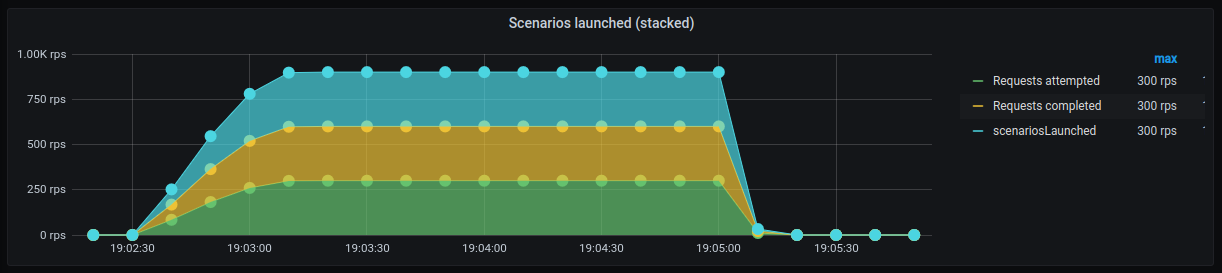 Scenarios launched (stacked)
1.00K rps
750 rps
500 rps
250 rps
0 rps
19:02:30 19:03:00 19:03:30 19:04:00 19:04:30 19:05:00 19:05:30
max
Requests attempted 300 rps
Requests completed 300 rps
scenariosLaunched 300 rps